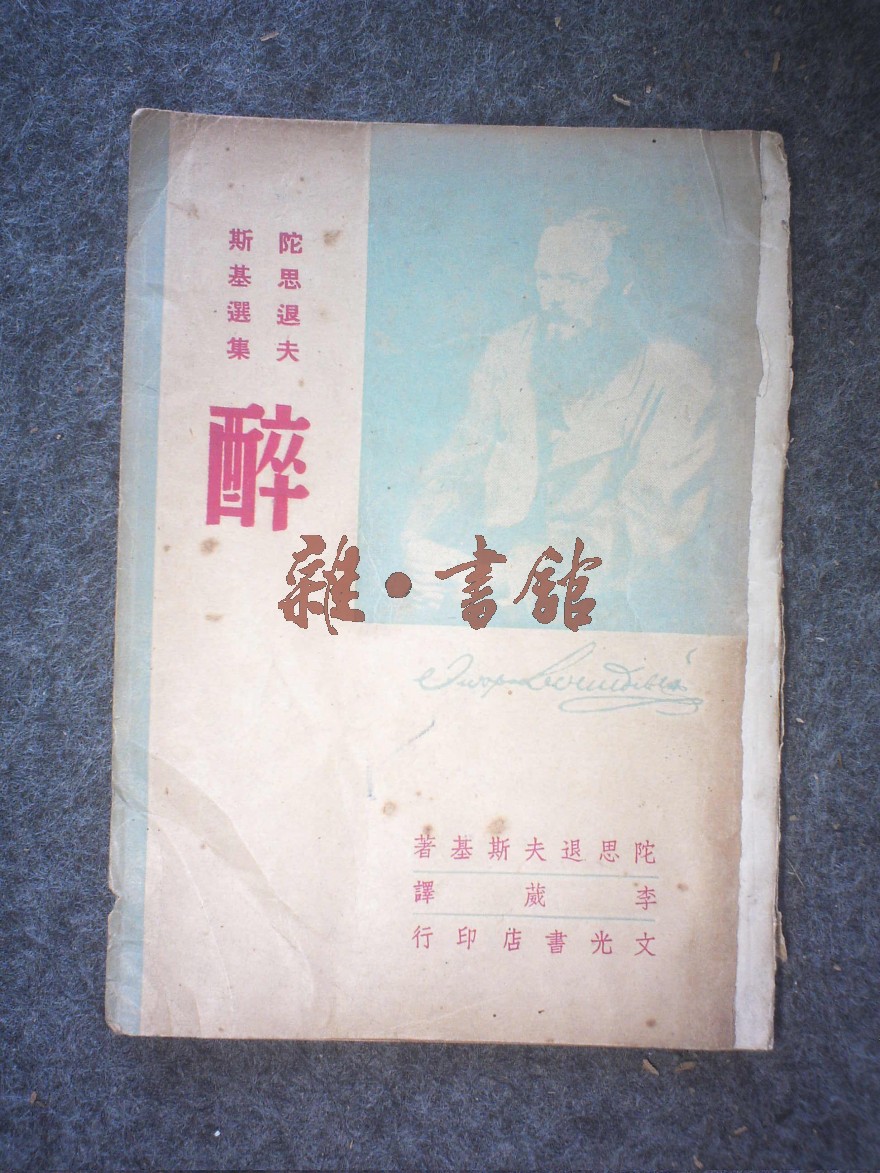 陀思退夫
斯基選集
醉
雜·書館
陀思退夫斯基著
李葳譯
文光書店印行